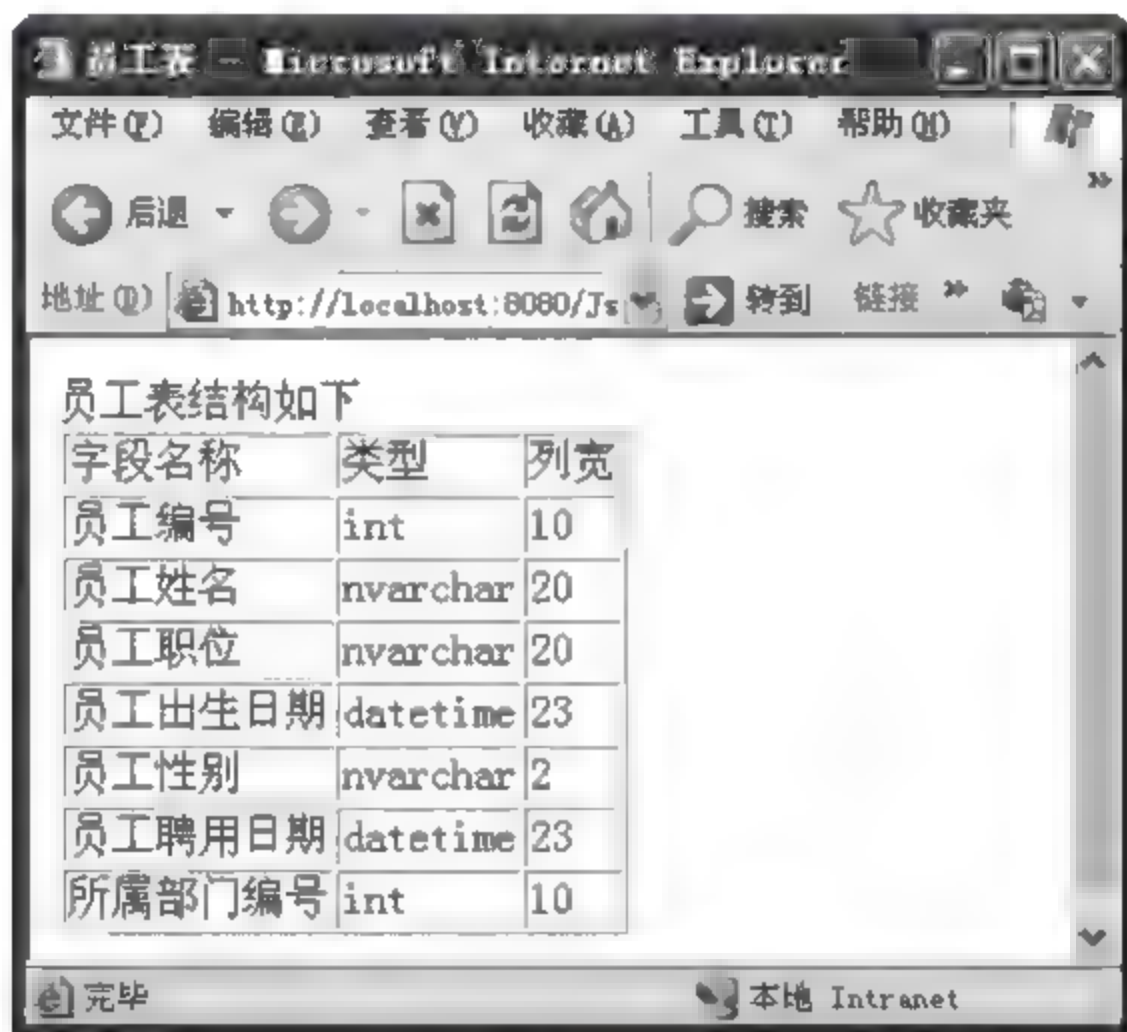 员工表 - Microsoft Internet Explorer
文件(F) 编辑(E) 查看(V) 收藏(A) 工具(T) 帮助(H)
后退 搜索 收藏夹
地址(D) http://localhost:8080/Js 转到 链接
员工表结构如下
字段名称 类型 列宽
员工编号 int 10
员工姓名 nvarchar 20
员工职位 nvarchar 20
员工出生日期 datetime 23
员工性别 nvarchar 2
员工聘用日期 datetime 23
所属部门编号 int 10
完毕 本地 Intranet